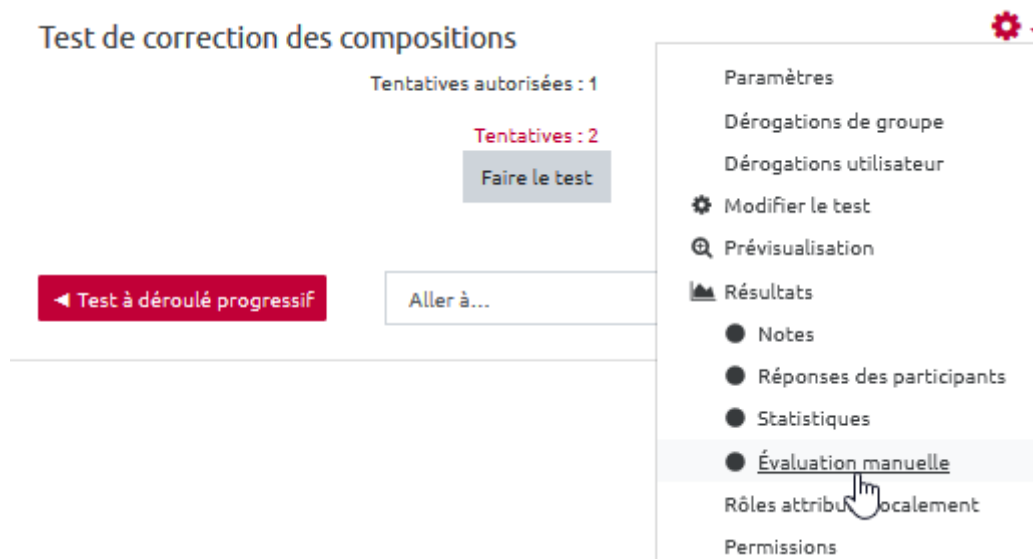 Test de correction des compositions
Tentatives autorisées : 1
Tentatives : 2
Faire le test
◄ Test à déroulé progressif
Aller à...
Paramètres
Dérogations de groupe
Dérogations utilisateur
Modifier le test
Prévisualisation
Résultats
Notes
Réponses des participants
Statistiques
Évaluation manuelle
Rôles localement
Permissions